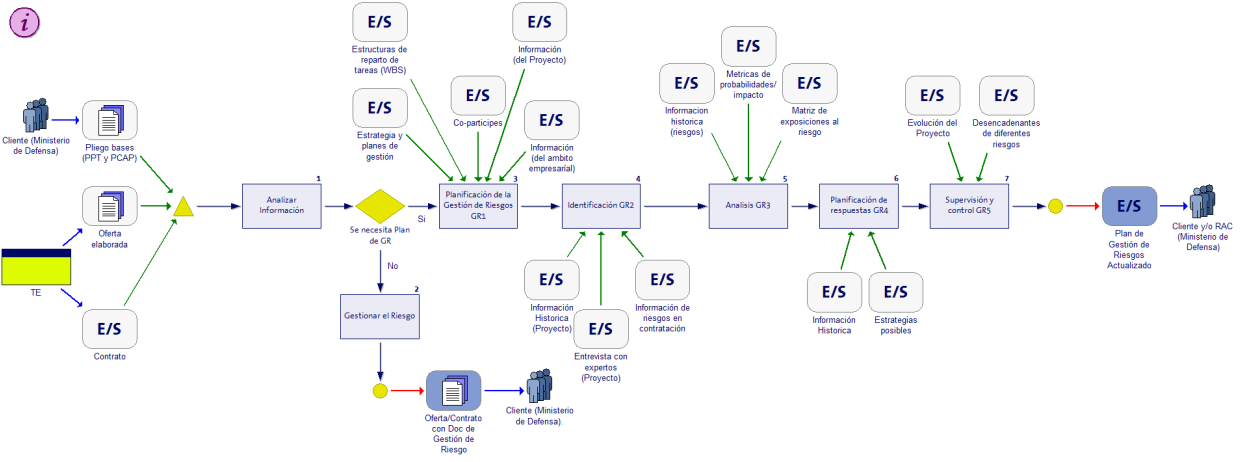 i
E/S
Estructuras de
reparto de
tareas (WBS)
E/S
Información
(del Proyecto)
E/S
Estrategia y
planes de
gestión
E/S
Co-participes
E/S
Información
(del ambito
empresarial)
E/S
Informacion
historica
(riesgos)
E/S
Metricas de
probabilidades/
impacto
E/S
Matriz de
exposiciones al
riesgo
E/S
Evolución del
Proyecto
E/S
Desencadenantes
de diferentes
riesgos
Cliente (Ministerio
de Defensa)
Pliego bases
(PPT y PCAP)
Oferta
elaborada
TE
E/S
Contrato
1
Analizar
Información
Se necesita Plan
de GR
Si
No
3
Planificación de la
Gestión de Riesgos
GR1
4
Identificación GR2
5
Analisis GR3
6
Planificación de
respuestas GR4
7
Supervisión y
control GR5
E/S
Plan de
Gestión de
Riesgos
Actualizado
Cliente y/o RAC
(Ministerio de
Defensa)
2
Gestionar el Riesgo
E/S
Información
Historica
(Proyecto)
E/S
Entrevista con
expertos
(Proyecto)
E/S
Información de
riesgos en
contratación
E/S
Información
Historica
E/S
Estrategias
posibles
Oferta/Contrato
con Doc de
Gestión de
Riesgo
Cliente (Ministerio
de Defensa).